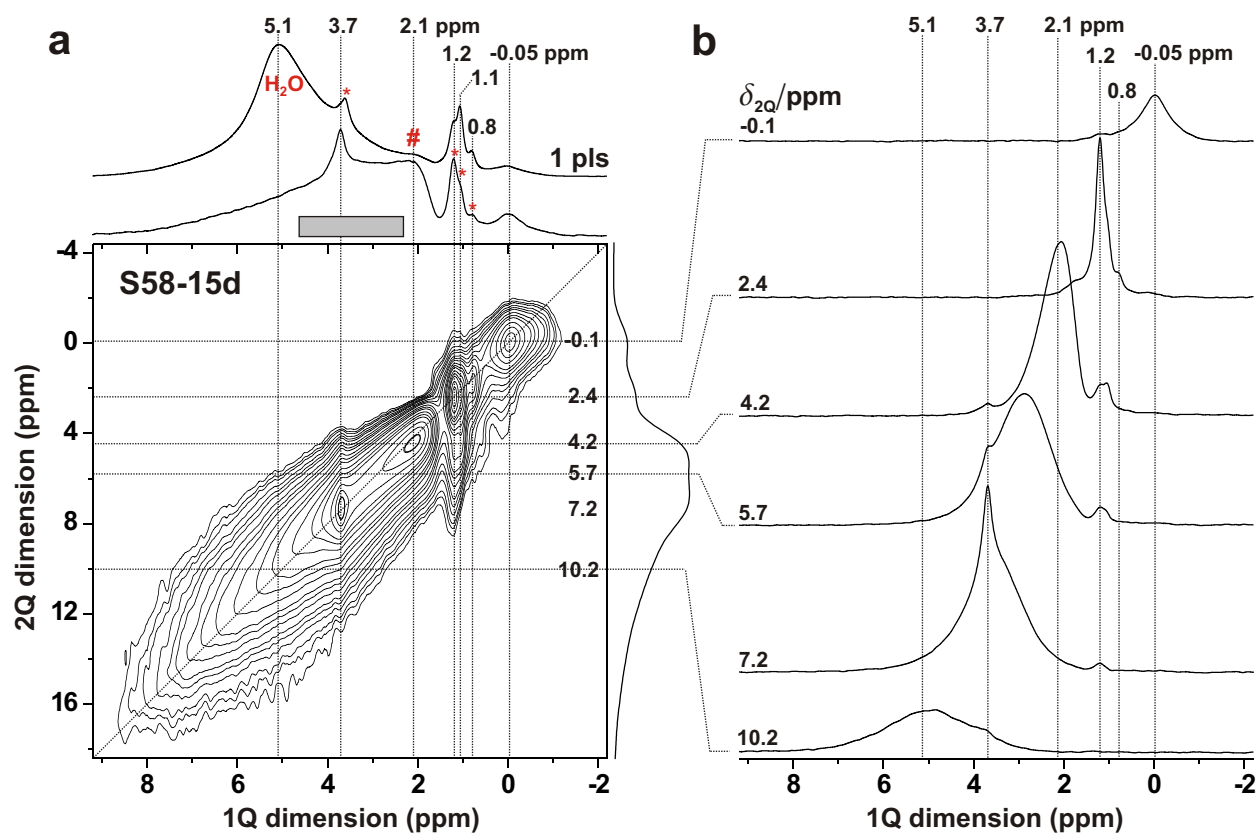 a
5.1 3.7 2.1 ppm
1.2 -0.05 ppm
1.1
H2O * 0.8
# 1 pls
* *
*
S58-15d
-4
0
4
8
12
16
2Q dimension (ppm)
-0.1
2.4
4.2
5.7
7.2
10.2
8 6 4 2 0 -2
1Q dimension (ppm)
b
5.1 3.7 2.1 ppm
1.2 -0.05 ppm
0.8
δ2Q/ppm
-0.1
2.4
4.2
5.7
7.2
10.2
8 6 4 2 0 -2
1Q dimension (ppm)